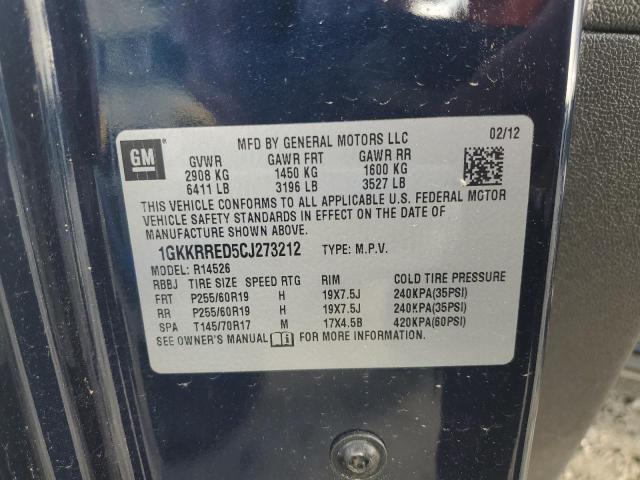 MFD BY GENERAL MOTORS LLC 02/12
GM ®
GVWR GAWR FRT GAWR RR
2908 KG 1450 KG 1600 KG
6411 LB 3196 LB 3527 LB
THIS VEHICLE CONFORMS TO ALL APPLICABLE U.S. FEDERAL MOTOR
VEHICLE SAFETY STANDARDS IN EFFECT ON THE DATE OF
MANUFACTURE SHOWN ABOVE.
1GKKRRED5CJ273212 TYPE: M.P.V.
MODEL: R14526
RBBJ TIRE SIZE SPEED RTG RIM COLD TIRE PRESSURE
FRT P255/60R19 H 19X7.5J 240KPA(35PSI)
RR P255/60R19 H 19X7.5J 240KPA(35PSI)
SPA T145/70R17 M 17X4.5B 420KPA(60PSI)
SEE OWNER'S MANUAL FOR MORE INFORMATION.